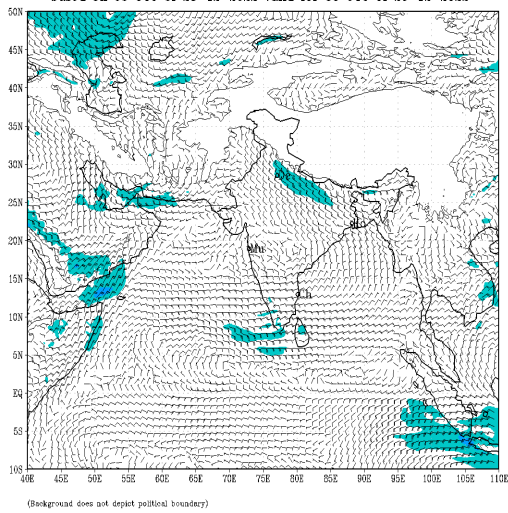 50N
45N
40N
35N
30N
25N
20N
15N
10N
5N
EQ
5S
10S
40E 45E 50E 55E 60E 65E 70E 75E 80E 85E 90E 95E 100E 105E 110E
Mu
(Background does not depict political boundary)